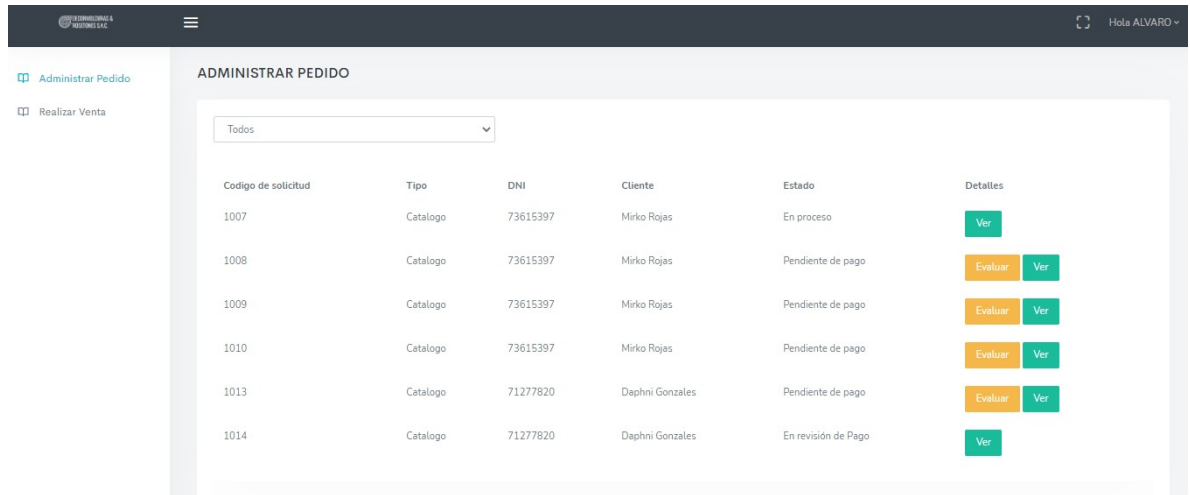 Hola ALVARO
Administrar Pedido
Realizar Venta
ADMINISTRAR PEDIDO
Todos
Codigo de solicitud Tipo DNI Cliente Estado Detalles
1007 Catalogo 73615397 Mirko Rojas En proceso Ver
1008 Catalogo 73615397 Mirko Rojas Pendiente de pago Evaluar Ver
1009 Catalogo 73615397 Mirko Rojas Pendiente de pago Evaluar Ver
1010 Catalogo 73615397 Mirko Rojas Pendiente de pago Evaluar Ver
1013 Catalogo 71277820 Daphni Gonzales Pendiente de pago Evaluar Ver
1014 Catalogo 71277820 Daphni Gonzales En revisión de Pago Ver